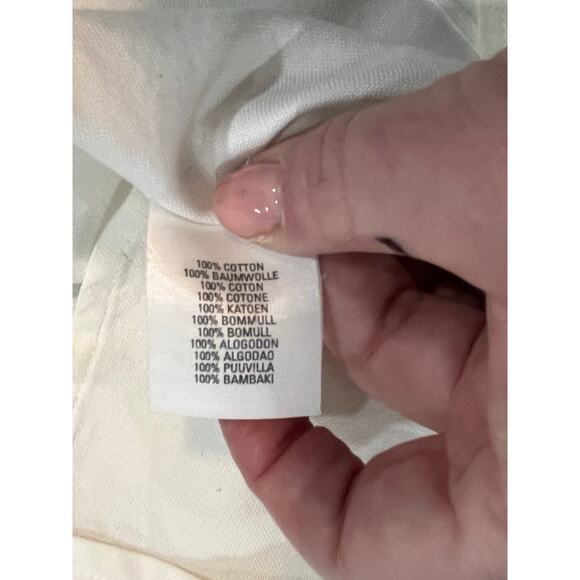 100% COTTON
100% BAUMWOLLE
100% COTON
100% COTONE
100% KATOEN
100% BOMMULL
100% BOMULL
100% ALOGODON
100% ALGODAO
100% PUUVILLA
100% BAMBAKI